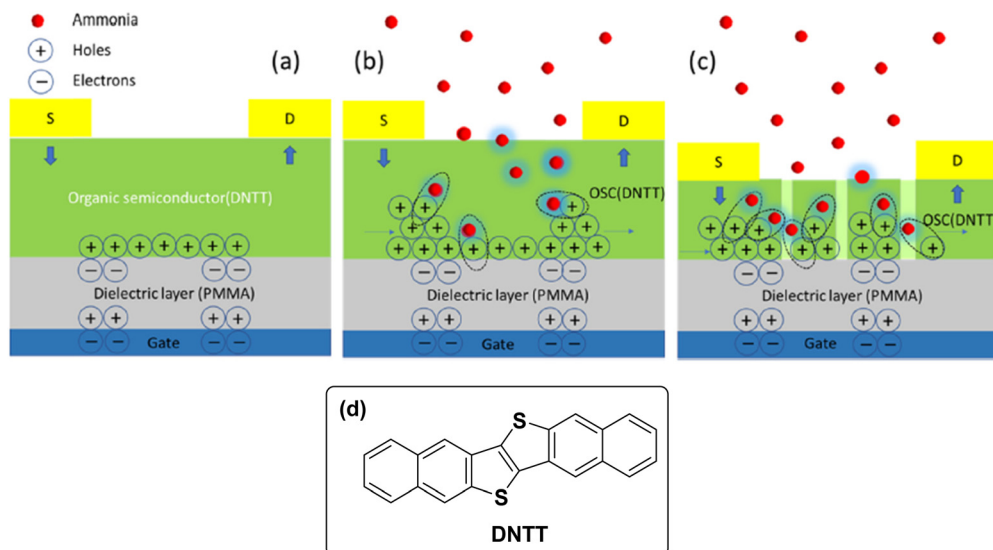 Ammonia
Holes
Electrons
(a)
S
D
Organic semiconductor(DNTT)
Dielectric layer (PMMA)
Gate
(b)
S
D
OSC(DNTT)
Dielectric layer (PMMA)
Gate
(c)
S
D
OSC(DNTT
Dielectric layer (PMMA)
Gate
(d)
S
S
DNTT